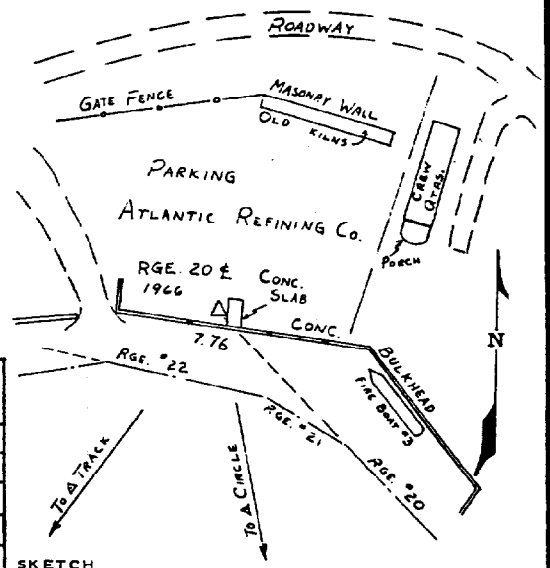 ROADWAY
GATE FENCE
MASONRY WALL
OLD KILNS
CREW QTRS.
PORCH
PARKING
ATLANTIC REFINING CO.
RGE. 20 ℄
1966
CONC. SLAB
CONC. BULKHEAD
7.76
N
RGE. #22
FIRE BOAT #3
RGE. #21
RGE. #20
TO △ TRACK
TO △ CIRCLE
SKETCH